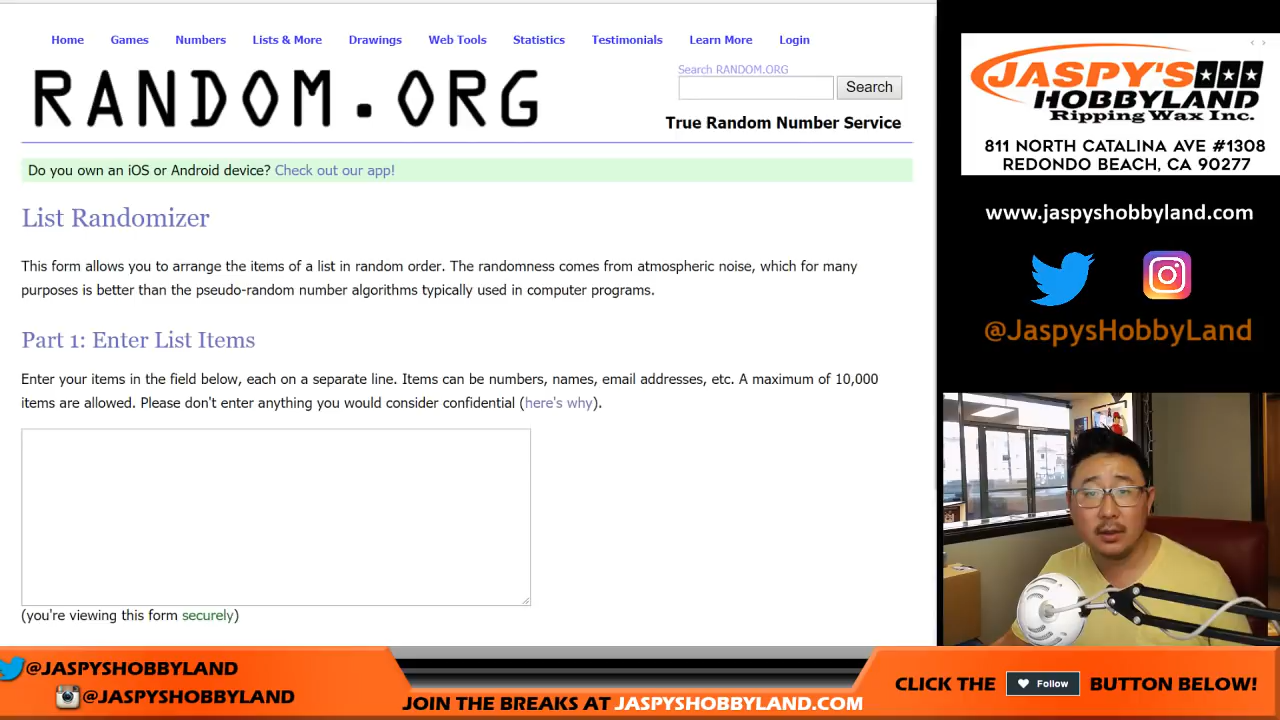 Home Games Numbers Lists & More Drawings Web Tools Statistics Testimonials Learn More Login
RANDOM.ORG
Search RANDOM.ORG
Search
True Random Number Service
Do you own an iOS or Android device? Check out our app!
List Randomizer
This form allows you to arrange the items of a list in random order. The randomness comes from atmospheric noise, which for many
purposes is better than the pseudo-random number algorithms typically used in computer programs.
Part 1: Enter List Items
Enter your items in the field below, each on a separate line. Items can be numbers, names, email addresses, etc. A maximum of 10,000
items are allowed. Please don't enter anything you would consider confidential (here's why).
(you're viewing this form securely)
JASPY'S
HOBBYLAND
Ripping Wax Inc.
811 NORTH CATALINA AVE #1308
REDONDO BEACH, CA 90277
www.jaspyshobbyland.com
@JaspysHobbyLand
@JASPYSHOBBYLAND
@JASPYSHOBBYLAND
JOIN THE BREAKS AT JASPYSHOBBYLAND.COM
CLICK THE Follow BUTTON BELOW!